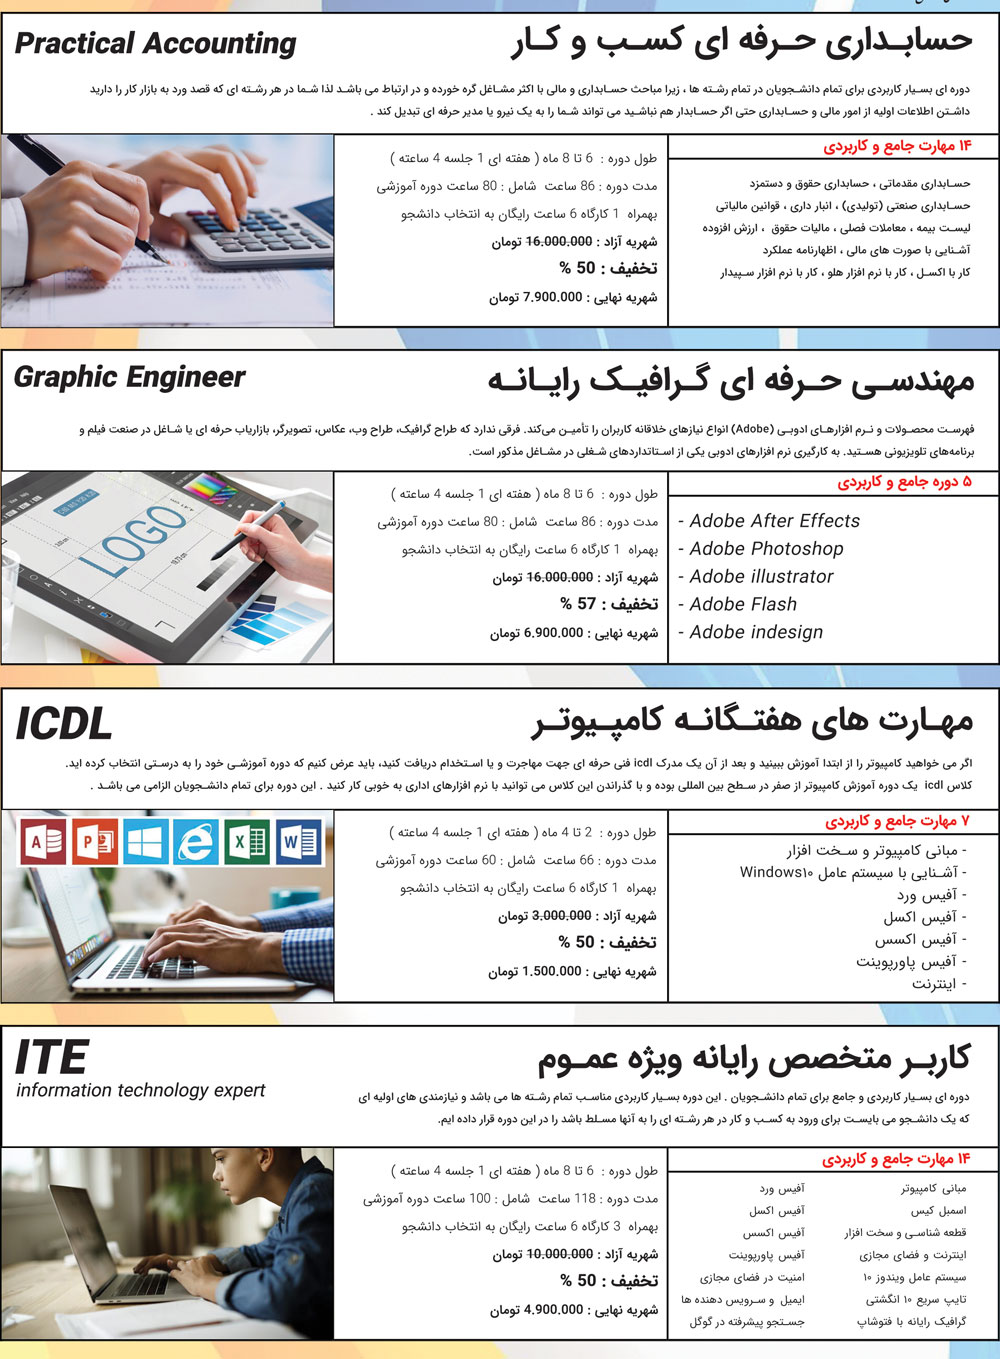 حسابداری حرفه ای کسب و کار
Practical Accounting
دوره ای بسیار کاربردی برای تمام دانشجویان در تمام رشته ها ، زیرا مباحث حسابداری و مالی با اکثر مشاغل گره خورده و در ارتباط می باشد لذا شما در هر رشته ای که قصد ورد به بازار کار را دارید
داشتن اطلاعات اولیه از امور مالی و حسابداری حتی اگر حسابدار هم نباشید می تواند شما را به یک نیرو یا مدیر حرفه ای تبدیل کند .
۱۴ مهارت جامع و کاربردی
حسابداری مقدماتی ، حسابداری حقوق و دستمزد
حسابداری صنعتی (تولیدی) ، انبار داری ، قوانین مالیاتی
لیست بیمه ، معاملات فصلی ، مالیات حقوق ، ارزش افزوده
آشنایی با صورت های مالی ، اظهارنامه عملکرد
کار با اکسل ، کار با نرم افزار هلو ، کار با نرم افزار سپیدار
طول دوره : 6 تا 8 ماه ( هفته ای 1 جلسه 4 ساعته )
مدت دوره : 86 ساعت شامل : 80 ساعت دوره آموزشی
بهمراه 1 کارگاه 6 ساعت رایگان به انتخاب دانشجو
شهریه آزاد : 16.000.000 تومان
تخفیف : 50 %
شهریه نهایی : 7.900.000 تومان
مهندسی حرفه ای گرافیک رایانه
Graphic Engineer
فهرست محصولات و نرم افزارهای ادوبی (Adobe) انواع نیازهای خلاقانه کاربران را تأمین می‌کند. فرقی ندارد که طراح گرافیک، طراح وب، عکاس، تصویرگر، بازاریاب حرفه ای یا شاغل در صنعت فیلم و
برنامه‌های تلویزیونی هستید. به کارگیری نرم افزارهای ادوبی یکی از استانداردهای شغلی در مشاغل مذکور است.
۵ دوره جامع و کاربردی
- Adobe After Effects
- Adobe Photoshop
- Adobe illustrator
- Adobe Flash
- Adobe indesign
طول دوره : 6 تا 8 ماه ( هفته ای 1 جلسه 4 ساعته )
مدت دوره : 86 ساعت شامل : 80 ساعت دوره آموزشی
بهمراه 1 کارگاه 6 ساعت رایگان به انتخاب دانشجو
شهریه آزاد : 16.000.000 تومان
تخفیف : 57 %
شهریه نهایی : 6.900.000 تومان
LOGO
مهارت های هفتگانه کامپیوتر
ICDL
اگر می خواهید کامپیوتر را از ابتدا آموزش ببینید و بعد از آن یک مدرک icdl فنی حرفه ای جهت مهاجرت و یا استخدام دریافت کنید، باید عرض کنیم که دوره آموزشی خود را به درستی انتخاب کرده اید.
کلاس icdl یک دوره آموزش کامپیوتر از صفر در سطح بین المللی بوده و با گذراندن این کلاس می توانید با نرم افزارهای اداری به خوبی کار کنید . این دوره برای تمام دانشجویان الزامی می باشد .
۷ مهارت جامع و کاربردی
- مبانی کامپیوتر و سخت افزار
- آشنایی با سیستم عامل Windows۱۰
- آفیس ورد
- آفیس اکسل
- آفیس اکسس
- آفیس پاورپوینت
- اینترنت
طول دوره : 2 تا 4 ماه ( هفته ای 1 جلسه 4 ساعته )
مدت دوره : 66 ساعت شامل : 60 ساعت دوره آموزشی
بهمراه 1 کارگاه 6 ساعت رایگان به انتخاب دانشجو
شهریه آزاد : 3.000.000 تومان
تخفیف : 50 %
شهریه نهایی : 1.500.000 تومان
A P e X W
کاربر متخصص رایانه ویژه عموم
ITE
information technology expert
دوره ای بسیار کاربردی و جامع برای تمام دانشجویان . این دوره بسیار کاربردی مناسب تمام رشته ها می باشد و نیازمندی های اولیه ای
که یک دانشجو می بایست برای ورود به کسب و کار در هر رشته ای را به آنها مسلط باشد را در این دوره قرار داده ایم.
۱۴ مهارت جامع و کاربردی
مبانی کامپیوتر
اسمبل کیس
قطعه شناسی و سخت افزار
اینترنت و فضای مجازی
سیستم عامل ویندوز ۱۰
تایپ سریع ۱۰ انگشتی
گرافیک رایانه با فتوشاپ
آفیس ورد
آفیس اکسل
آفیس اکسس
آفیس پاورپوینت
امنیت در فضای مجازی
ایمیل و سرویس دهنده ها
جستجو پیشرفته در گوگل
طول دوره : 6 تا 8 ماه ( هفته ای 1 جلسه 4 ساعته )
مدت دوره : 118 ساعت شامل : 100 ساعت دوره آموزشی
بهمراه 3 کارگاه 6 ساعت رایگان به انتخاب دانشجو
شهریه آزاد : 10.000.000 تومان
تخفیف : 50 %
شهریه نهایی : 4.900.000 تومان